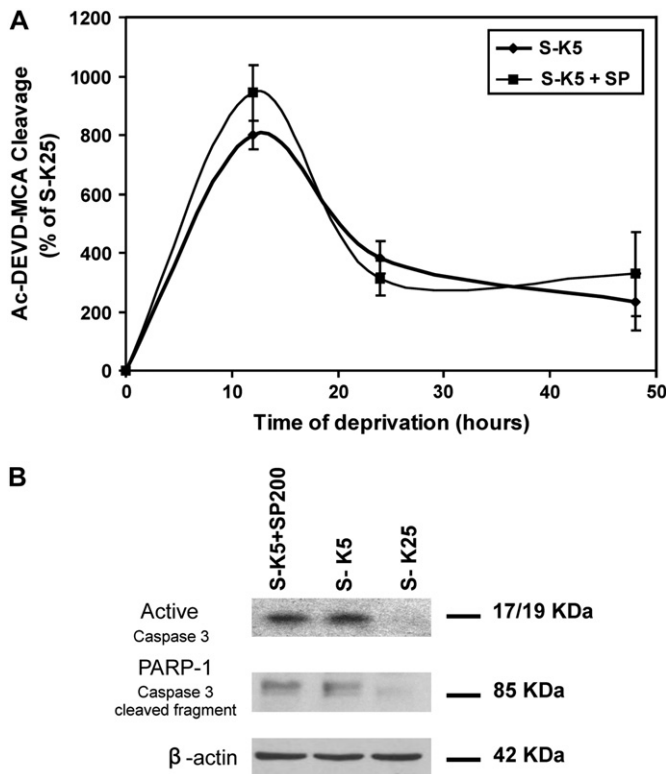 A
1200
1000
800
600
400
200
0
Ac-DEVD-MCA Cleavage
(% of S-K25)
S-K5
S-K5 + SP
0
10
20
30
40
50
Time of deprivation (hours)
B
S-K5+SP200
S- K5
S- K25
Active
Caspase 3
17/19 KDa
PARP-1
Caspase 3
cleaved fragment
85 KDa
β -actin
42 KDa